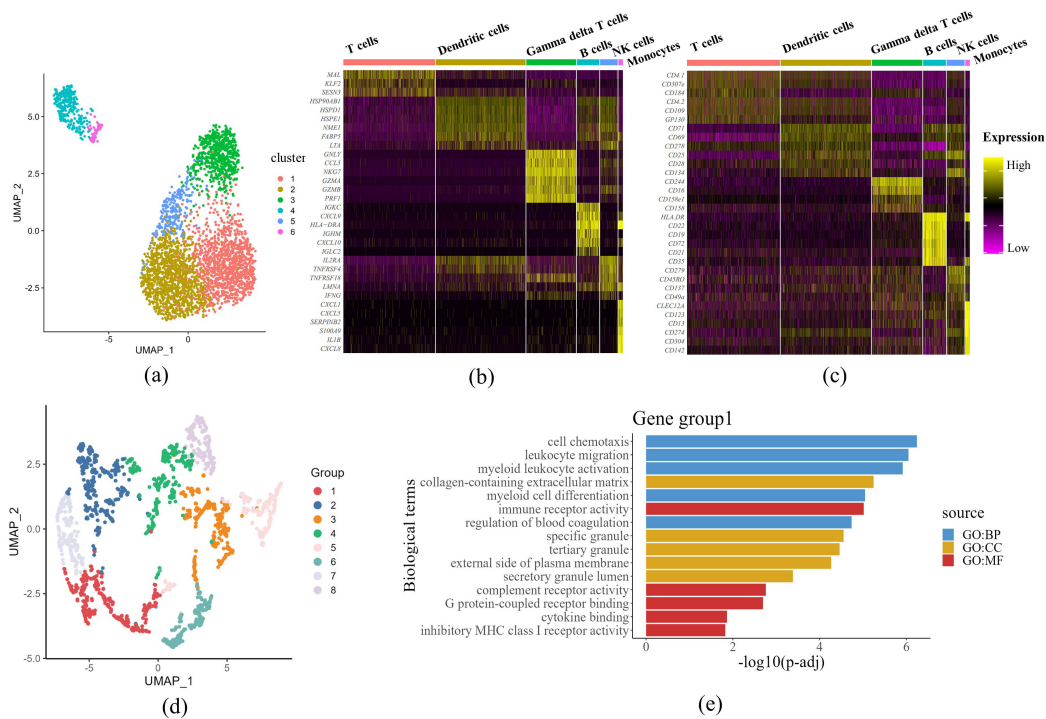 T cells
Dendritic cells
Gamma delta T cells
B cells
NK cells
Monocytes
T cells
Dendritic cells
Gamma delta T cells
B cells
NK cells
Monocytes
UMAP_2
5.0
2.5
0.0
-2.5
-5
0
UMAP_1
cluster
1
2
3
4
5
6
(a)
MAL
KLF2
SESN3
HSP90AB1
HSPD1
HSPE1
NME1
FABP5
LTA
GNLY
CCL5
NKG7
GZMA
GZMB
PRF1
IGKC
CXCL9
HLA-DRA
IGHM
CXCL10
IGLC2
IL2RA
TNFRSF4
TNFRSF18
LMNA
IFNG
CXCL1
CXCL5
SERPINB2
S100A9
IL1B
CXCL8
(b)
CD4.1
CD307e
CD184
CD4.2
CD109
GP130
CD71
CD69
CD278
CD25
CD28
CD134
CD244
CD16
CD158e1
CD158
HLA.DR
CD22
CD19
CD72
CD21
CD35
CD279
CD45RO
CD137
CD49a
CLEC12A
CD123
CD13
CD274
CD304
CD142
(c)
Expression
High
Low
UMAP_2
2.5
0.0
-2.5
-5.0
-5
0
5
UMAP_1
Group
1
2
3
4
5
6
7
8
(d)
Gene group1
Biological terms
cell chemotaxis
leukocyte migration
myeloid leukocyte activation
collagen-containing extracellular matrix
myeloid cell differentiation
immune receptor activity
regulation of blood coagulation
specific granule
tertiary granule
external side of plasma membrane
secretory granule lumen
complement receptor activity
G protein-coupled receptor binding
cytokine binding
inhibitory MHC class I receptor activity
0
2
4
6
-log10(p-adj)
source
GO:BP
GO:CC
GO:MF
(e)